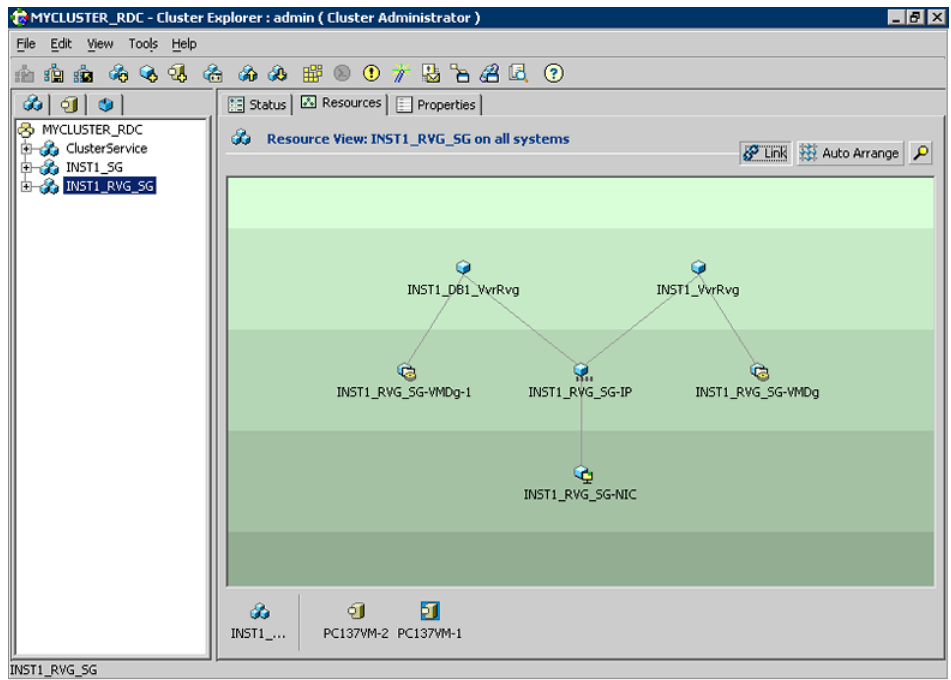 MYCLUSTER_RDC - Cluster Explorer : admin ( Cluster Administrator )
File Edit View Tools Help
Status Resources Properties
MYCLUSTER_RDC
ClusterService
INST1_SG
INST1_RVG_SG
Resource View: INST1_RVG_SG on all systems
Link Auto Arrange
INST1_DB1_VvrRvg INST1_VvrRvg
INST1_RVG_SG-VMDg-1 INST1_RVG_SG-IP INST1_RVG_SG-VMDg
INST1_RVG_SG-NIC
INST1_... PC137VM-2 PC137VM-1
INST1_RVG_SG